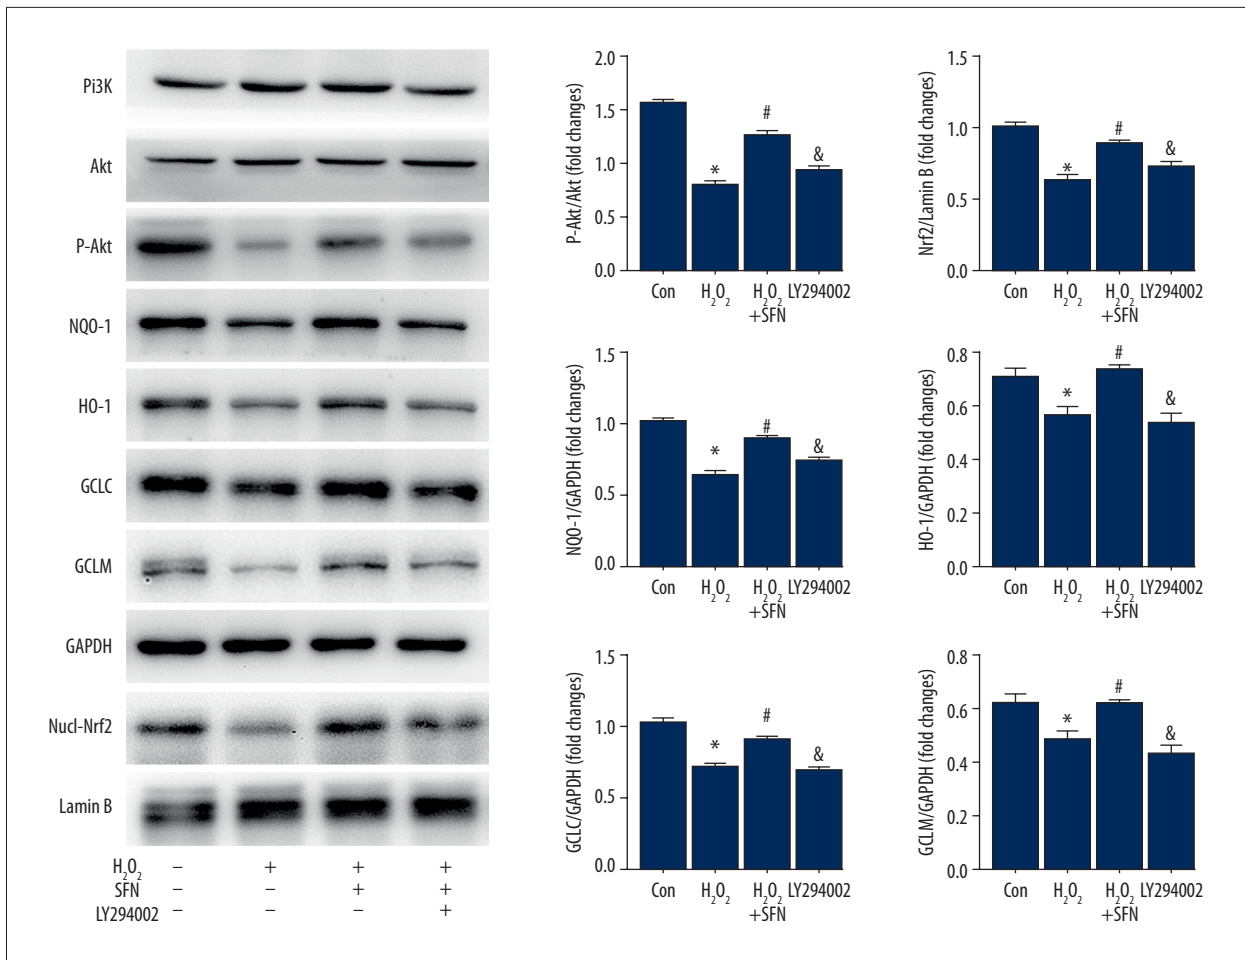 Pi3K
Akt
P-Akt
NQO-1
HO-1
GCLC
GCLM
GAPDH
Nucl-Nrf2
Lamin B
H₂O₂ – + + +
SFN – – + +
LY294002 – – – +
P-Akt/Akt (fold changes)
2.0
1.5
1.0
0.5
0.0
* # &
Con H₂O₂ H₂O₂ LY294002
+SFN
Nrf2/Lamin B (fold changes)
1.5
1.0
0.5
0.0
* # &
Con H₂O₂ H₂O₂ LY294002
+SFN
NQO-1/GAPDH (fold changes)
1.5
1.0
0.5
0.0
* # &
Con H₂O₂ H₂O₂ LY294002
+SFN
HO-1/GAPDH (fold changes)
0.8
0.6
0.4
0.2
0.0
* # &
Con H₂O₂ H₂O₂ LY294002
+SFN
GCLC/GAPDH (fold changes)
1.5
1.0
0.5
0.0
* # &
Con H₂O₂ H₂O₂ LY294002
+SFN
GCLM/GAPDH (fold changes)
0.8
0.6
0.4
0.2
0.0
* # &
Con H₂O₂ H₂O₂ LY294002
+SFN